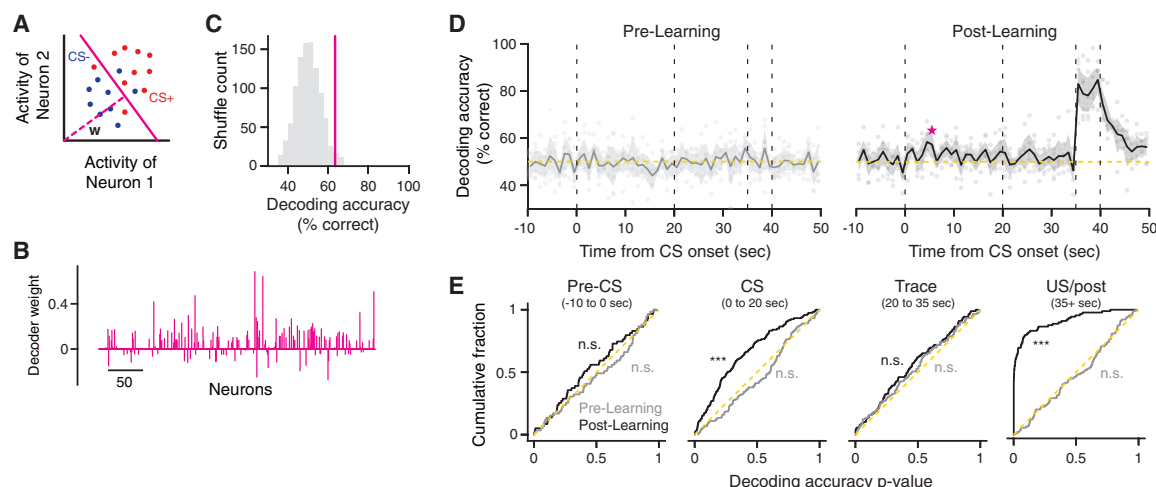 A
Activity of
Neuron 2
CS-
CS+
w
Activity of
Neuron 1
B
Decoder weight
0.4
0
50
Neurons
C
Shuffle count
150
100
50
0
40
60
80
100
Decoding accuracy
(% correct)
D
Decoding accuracy
(% correct)
100
80
60
40
Pre-Learning
-10
0
10
20
30
40
50
Time from CS onset (sec)
Post-Learning
-10
0
10
20
30
40
50
Time from CS onset (sec)
E
Cumulative fraction
1
0.5
0
Pre-CS
(-10 to 0 sec)
n.s.
n.s.
Pre-Learning
Post-Learning
0
0.5
1
CS
(0 to 20 sec)
***
n.s.
0
0.5
1
Trace
(20 to 35 sec)
n.s.
n.s.
0
0.5
1
US/post
(35+ sec)
***
n.s.
0
0.5
1
Decoding accuracy p-value